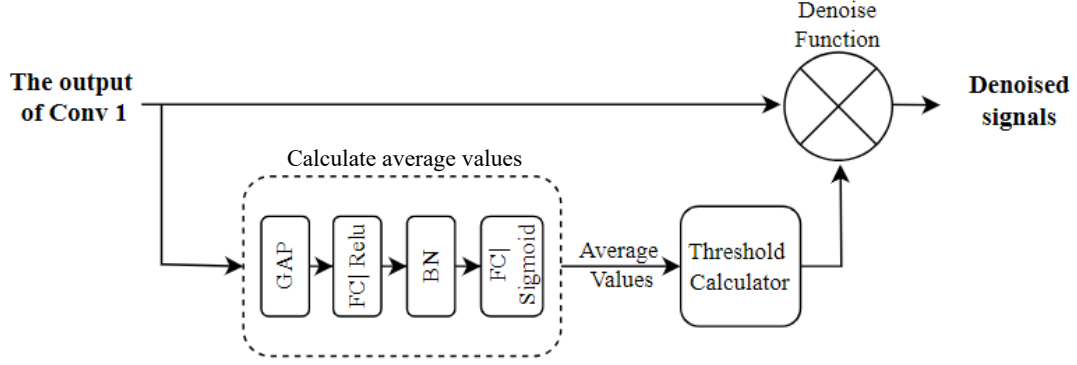 Denoise
Function
The output
of Conv 1
Denoised
signals
Calculate average values
GAP
FC| Relu
BN
FC|
Sigmoid
Average
Values
Threshold
Calculator